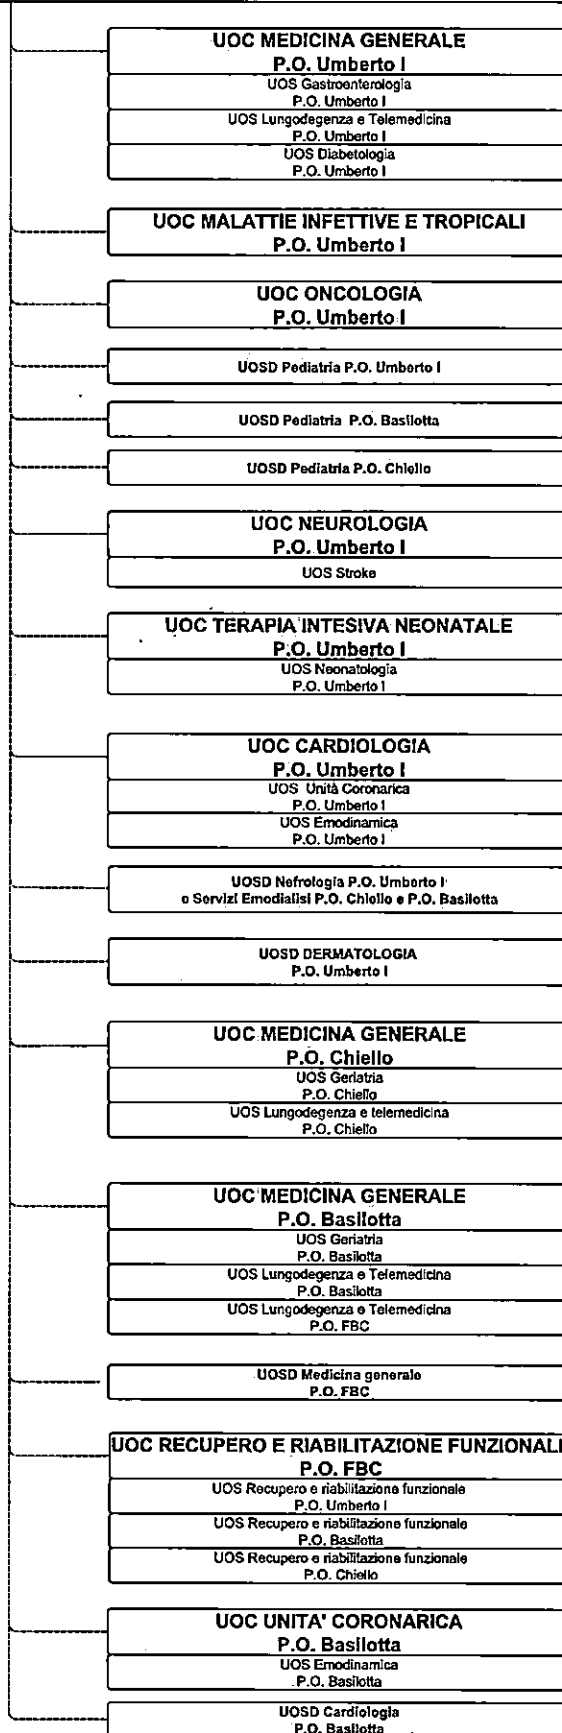 UOC MEDICINA GENERALE
P.O. Umberto I
UOS Gastroenterologia
P.O. Umberto I
UOS Lungodegenza e Telemedicina
P.O. Umberto I
UOS Diabetologia
P.O. Umberto I
UOC MALATTIE INFETTIVE E TROPICALI
P.O. Umberto I
UOC ONCOLOGIA
P.O. Umberto I
UOSD Pediatria P.O. Umberto I
UOSD Pediatria P.O. Basilotta
UOSD Pediatria P.O. Chiello
UOC NEUROLOGIA
P.O. Umberto I
UOS Stroke
UOC TERAPIA INTESIVA NEONATALE
P.O. Umberto I
UOS Neonatologia
P.O. Umberto I
UOC CARDIOLOGIA
P.O. Umberto I
UOS Unità Coronarica
P.O. Umberto I
UOS Emodinamica
P.O. Umberto I
UOSD Nefrologia P.O. Umberto I
e Servizi Emodialisi P.O. Chiello e P.O. Basilotta
UOSD DERMATOLOGIA
P.O. Umberto I
UOC MEDICINA GENERALE
P.O. Chiello
UOS Geriatria
P.O. Chiello
UOS Lungodegenza e telemedicina
P.O. Chiello
UOC MEDICINA GENERALE
P.O. Basilotta
UOS Geriatria
P.O. Basilotta
UOS Lungodegenza e Telemedicina
P.O. Basilotta
UOS Lungodegenza e Telemedicina
P.O. FBC
UOSD Medicina generale
P.O. FBC
UOC RECUPERO E RIABILITAZIONE FUNZIONALE
P.O. FBC
UOS Recupero e riabilitazione funzionale
P.O. Umberto I
UOS Recupero e riabilitazione funzionale
P.O. Basilotta
UOS Recupero e riabilitazione funzionale
P.O. Chiello
UOC UNITA' CORONARICA
P.O. Basilotta
UOS Emodinamica
P.O. Basilotta
UOSD Cardiologia
P.O. Basilotta